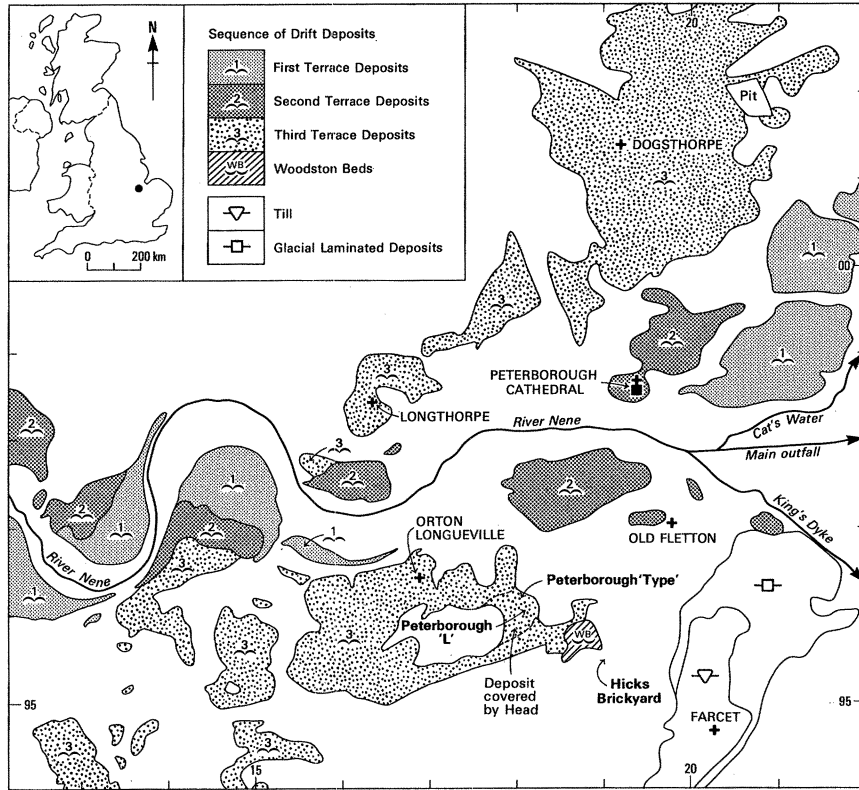 N
0 200 km
Sequence of Drift Deposits
1 First Terrace Deposits
2 Second Terrace Deposits
3 Third Terrace Deposits
WB Woodston Beds
Till
Glacial Laminated Deposits
20
Pit
DOGSTHORPE
3
1
00
3
2
1
PETERBOROUGH
CATHEDRAL
3
LONGTHORPE
River Nene
Cat's Water
Main outfall
King's Dyke
2
3
2
1
2
2
1
2
1
ORTON
LONGUEVILLE
OLD FLETTON
River Nene
3
1
Peterborough 'Type'
Peterborough
'L'
3
3
WB
Deposit
covered
by Head
Hicks
Brickyard
95
95
FARCET
3
3
15
20